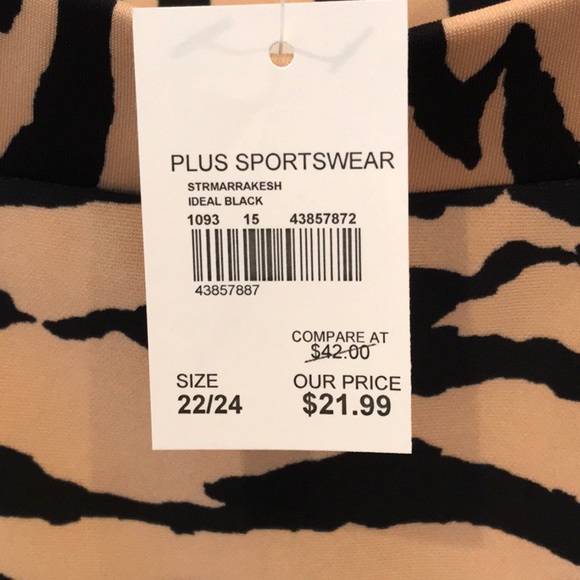 PLUS SPORTSWEAR
STRMARRAKESH
IDEAL BLACK
1093 15 43857872
43857887
COMPARE AT
$42.00
SIZE OUR PRICE
22/24 $21.99